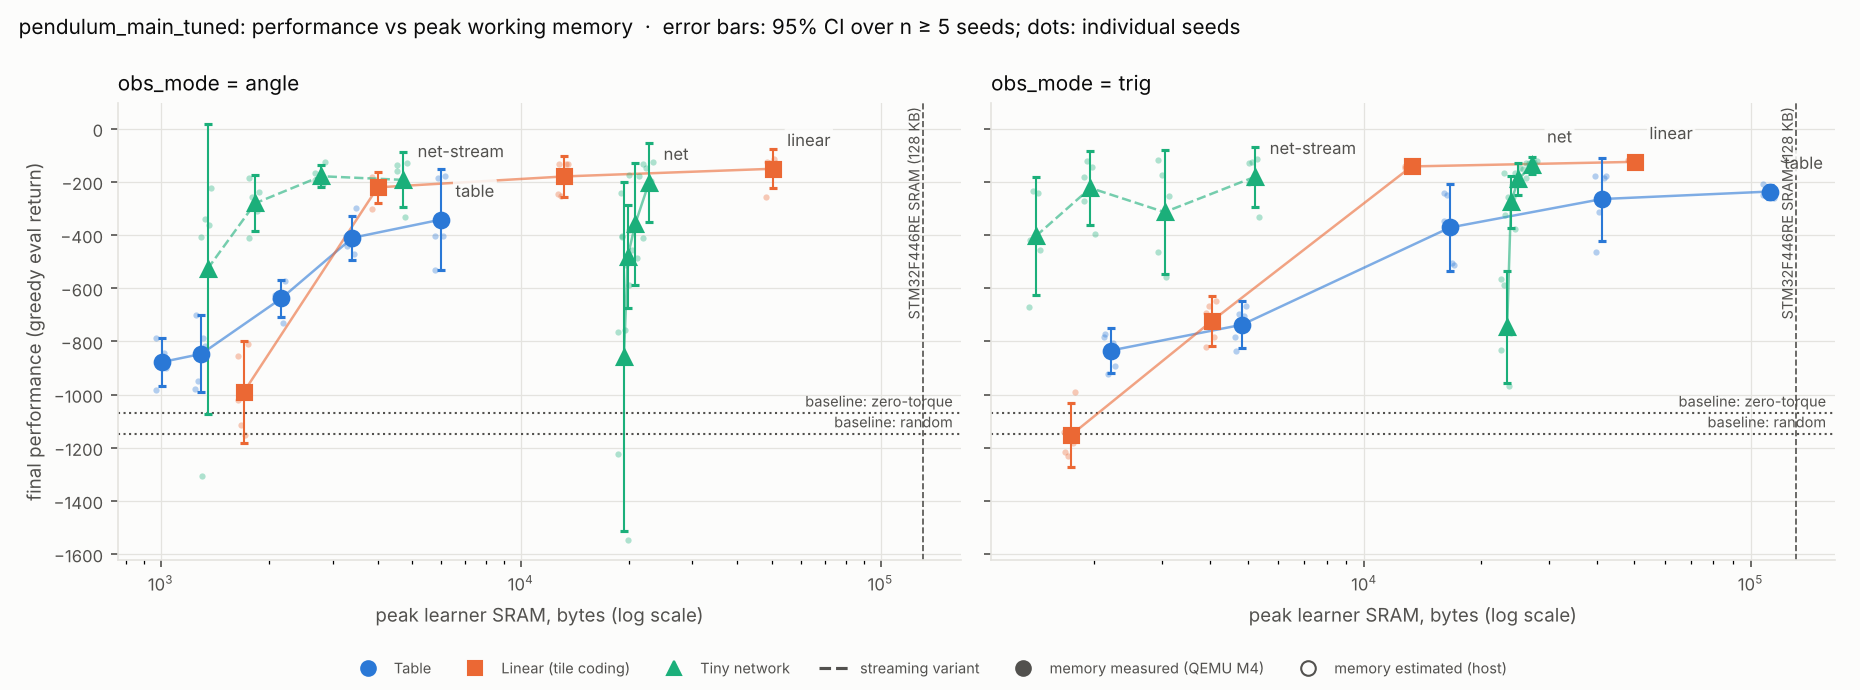 pendulum_main_tuned: performance vs peak working memory · error bars: 95% CI over n ≥ 5 seeds; dots: individual seeds
obs_mode = angle
obs_mode = trig
final performance (greedy eval return)
0
−200
−400
−600
−800
−1000
−1200
−1400
−1600
net-stream
table
net
linear
STM32F446RE SRAM (128 KB)
baseline: zero-torque
baseline: random
10³
10⁴
10⁵
peak learner SRAM, bytes (log scale)
net-stream
net
linear
table
STM32F446RE SRAM (128 KB)
baseline: zero-torque
baseline: random
10⁴
10⁵
peak learner SRAM, bytes (log scale)
Table
Linear (tile coding)
Tiny network
streaming variant
memory measured (QEMU M4)
memory estimated (host)